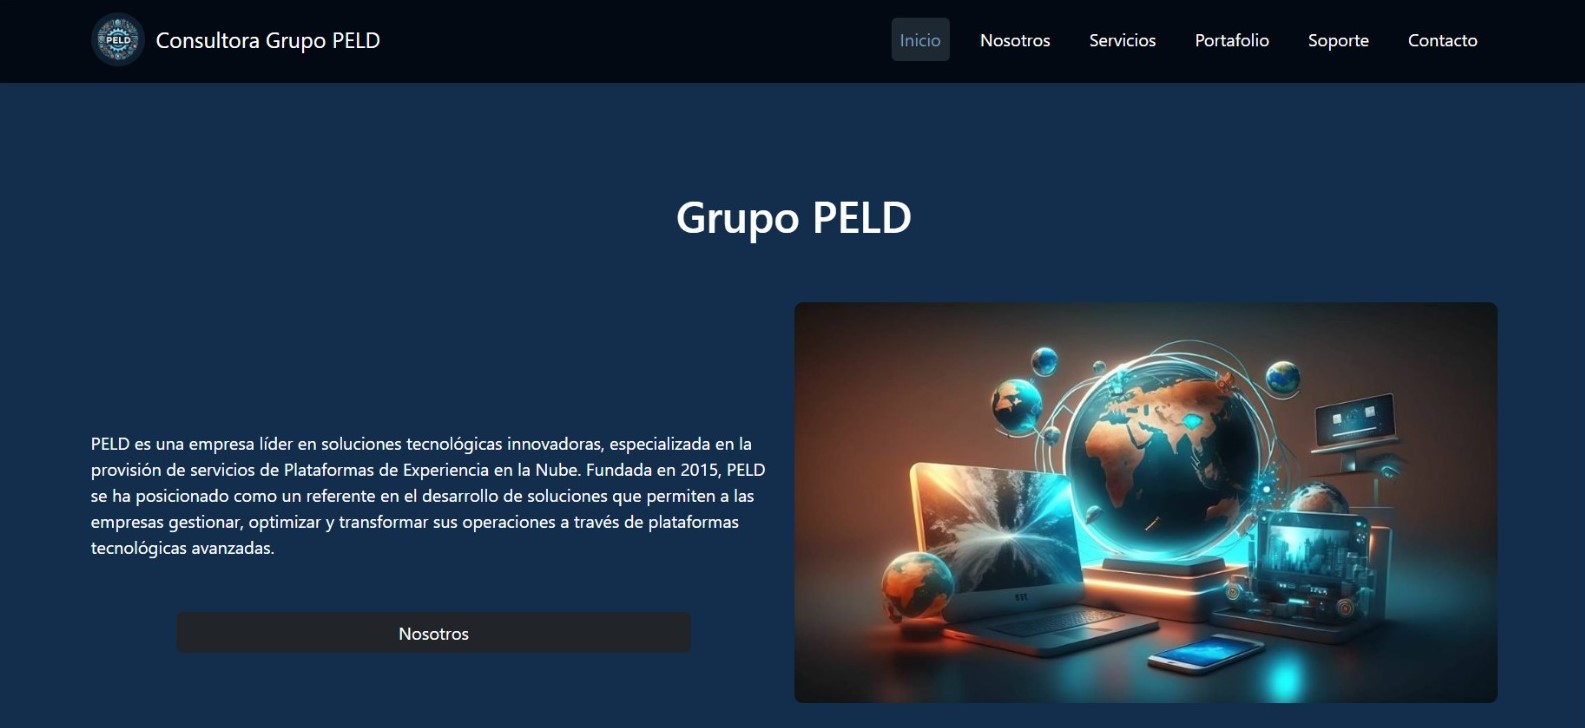 PELD
Consultora Grupo PELD
Inicio
Nosotros
Servicios
Portafolio
Soporte
Contacto
Grupo PELD
PELD es una empresa líder en soluciones tecnológicas innovadoras, especializada en la
provisión de servicios de Plataformas de Experiencia en la Nube. Fundada en 2015, PELD
se ha posicionado como un referente en el desarrollo de soluciones que permiten a las
empresas gestionar, optimizar y transformar sus operaciones a través de plataformas
tecnológicas avanzadas.
Nosotros